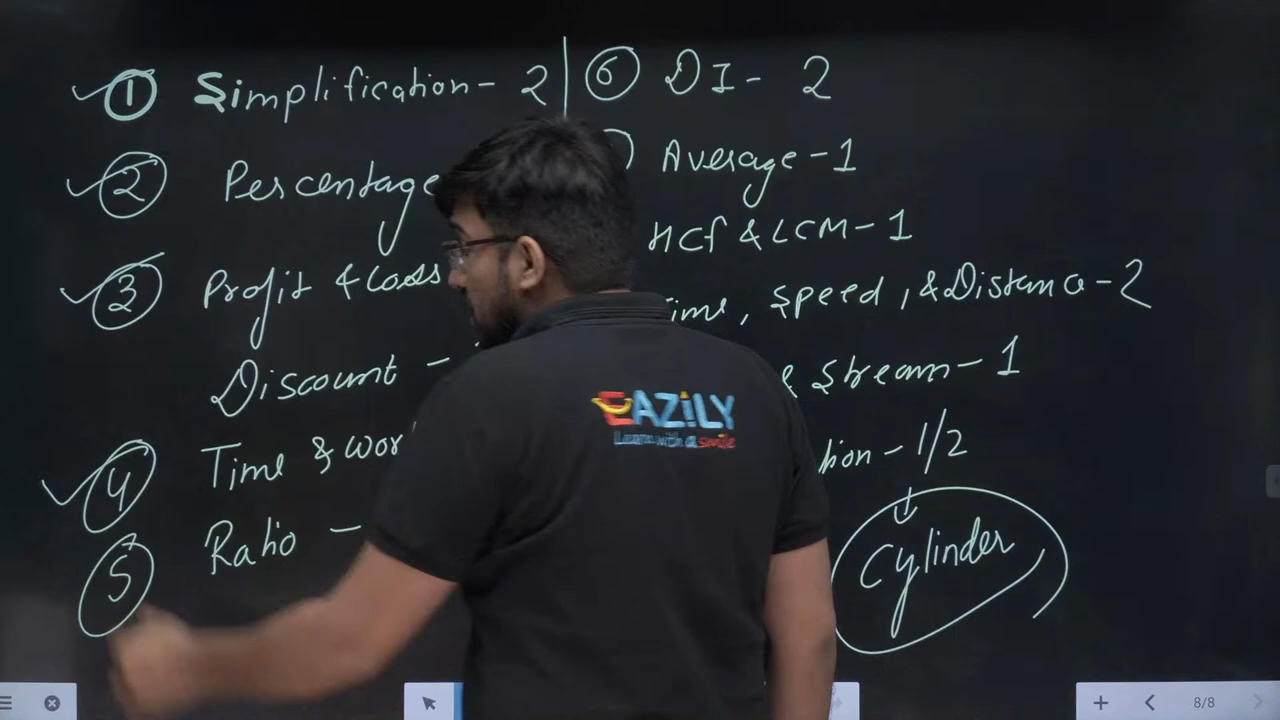 1 Simplification - 2
2 Percentage
3 Profit & Loss
Discount -
4 Time & wor
5 Ratio -
6 DI - 2
Average - 1
HCF & LCM - 1
Time, Speed, & Distance - 2
& Stream - 1
1/2
Cylinder
EAZILY
Learn with a smile
8/8